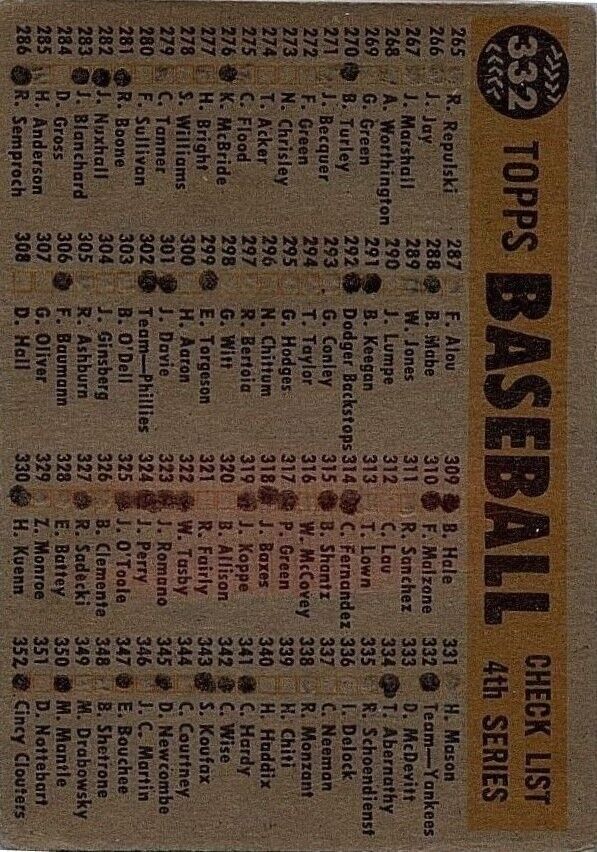 332
TOPPS BASEBALL CHECK LIST
4th SERIES
265 R. Repulski
266 J. Jay
267 J. Marshall
268 A. Worthington
269 G. Green
270 B. Turley
271 J. Becquer
272 F. Green
273 N. Chrisley
274 T. Acker
275 C. Flood
276 K. McBride
277 H. Bright
278 S. Williams
279 C. Tanner
280 F. Sullivan
281 R. Boone
282 J. Nuxhall
283 J. Blanchard
284 D. Gross
285 H. Anderson
286 R. Semproch
287 F. Alou
288 B. Mabe
289 W. Jones
290 J. Lumpe
291 B. Keegan
292 Dodger Backstops
293 G. Conley
294 T. Taylor
295 G. Hodges
296 N. Chittum
297 R. Bertoia
298 G. Witt
299 E. Torgeson
300 H. Aaron
301 J. Davie
302 Team—Phillies
303 B. O'Dell
304 J. Ginsberg
305 R. Ashburn
306 F. Baumann
307 G. Oliver
308 D. Hall
309 B. Hale
310 F. Malzone
311 R. Sanchez
312 C. Lau
313 T. Lown
314 C. Fernandez
315 B. Shantz
316 W. McCovey
317 P. Green
318 J. Baxes
319 J. Koppe
320 B. Allison
321 R. Fairly
322 W. Tasby
323 J. Romano
324 J. Perry
325 J. O'Toole
326 B. Clemente
327 R. Sadecki
328 E. Battey
329 Z. Monroe
330 H. Kuenn
331 H. Mason
332 Team—Yankees
333 D. McDevitt
334 T. Abernathy
335 R. Schoendienst
336 I. Delock
337 C. Neeman
338 R. Monzant
339 H. Chiti
340 H. Haddix
341 C. Hardy
342 C. Wise
343 S. Koufax
344 C. Courtney
345 D. Newcombe
346 J.C. Martin
347 E. Bouchee
348 B. Shetrone
349 M. Drabowsky
350 M. Mantle
351 D. Nottebart
352 Cincy Clouters